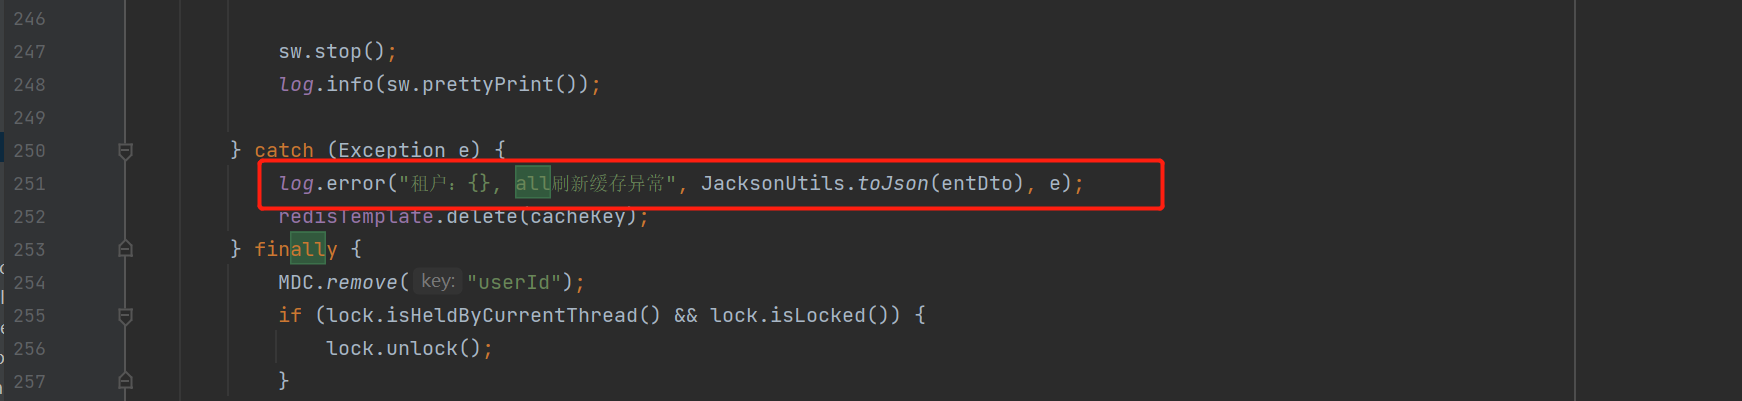 246
247 sw.stop();
248 log.info(sw.prettyPrint());
249
250 } catch (Exception e) {
251 log.error("租户：{}, all刷新缓存异常", JacksonUtils.toJson(entDto), e);
252 redisTemplate.delete(cacheKey);
253 } finally {
254 MDC.remove( key: "userId");
255 if (lock.isHeldByCurrentThread() && lock.isLocked()) {
256 lock.unlock();
257 }